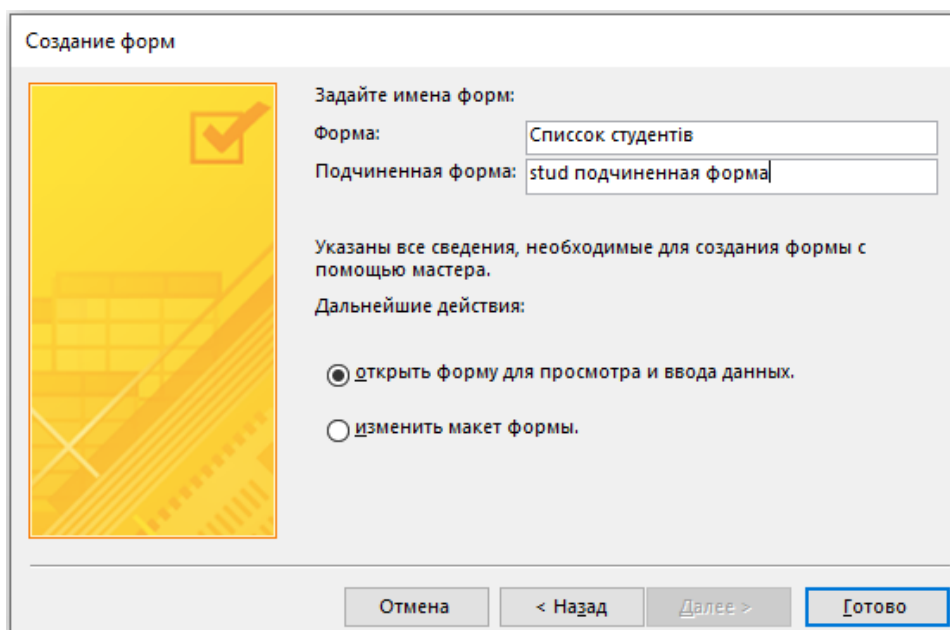 Создание форм
Задайте имена форм:
Форма: Списсок студентів
Подчиненная форма: stud подчиненная форма
Указаны все сведения, необходимые для создания формы с
помощью мастера.
Дальнейшие действия:
открыть форму для просмотра и ввода данных.
изменить макет формы.
Отмена < Назад Далее > Готово